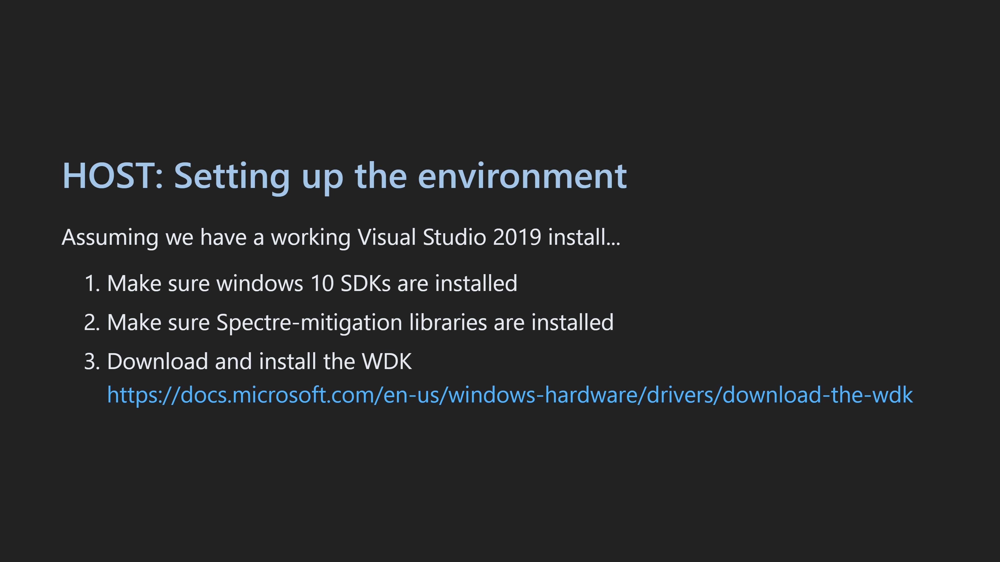 HOST: Setting up the environment
Assuming we have a working Visual Studio 2019 install...
1. Make sure windows 10 SDKs are installed
2. Make sure Spectre-mitigation libraries are installed
3. Download and install the WDK
https://docs.microsoft.com/en-us/windows-hardware/drivers/download-the-wdk